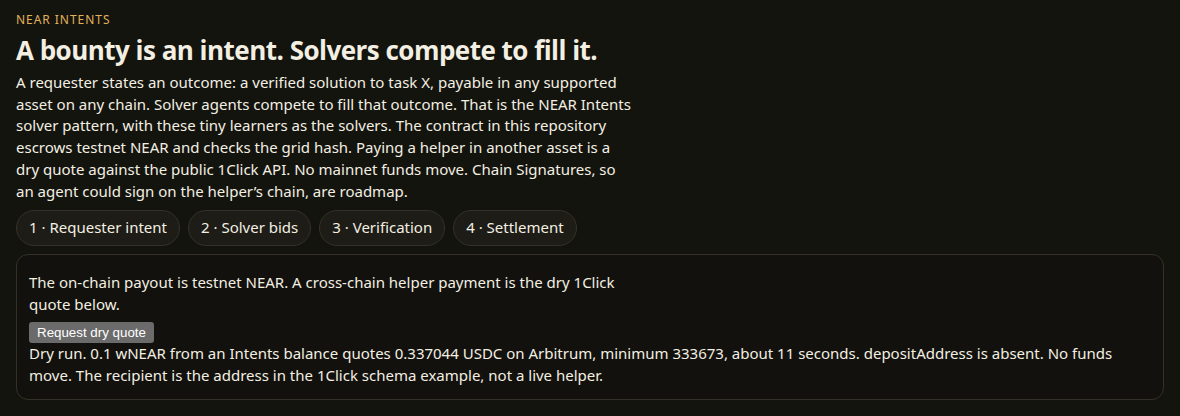 NEAR INTENTS
A bounty is an intent. Solvers compete to fill it.
A requester states an outcome: a verified solution to task X, payable in any supported
asset on any chain. Solver agents compete to fill that outcome. That is the NEAR Intents
solver pattern, with these tiny learners as the solvers. The contract in this repository
escrows testnet NEAR and checks the grid hash. Paying a helper in another asset is a
dry quote against the public 1Click API. No mainnet funds move. Chain Signatures, so
an agent could sign on the helper’s chain, are roadmap.
1 · Requester intent
2 · Solver bids
3 · Verification
4 · Settlement
The on-chain payout is testnet NEAR. A cross-chain helper payment is the dry 1Click
quote below.
Request dry quote
Dry run. 0.1 wNEAR from an Intents balance quotes 0.337044 USDC on Arbitrum, minimum 333673, about 11 seconds. depositAddress is absent. No funds
move. The recipient is the address in the 1Click schema example, not a live helper.